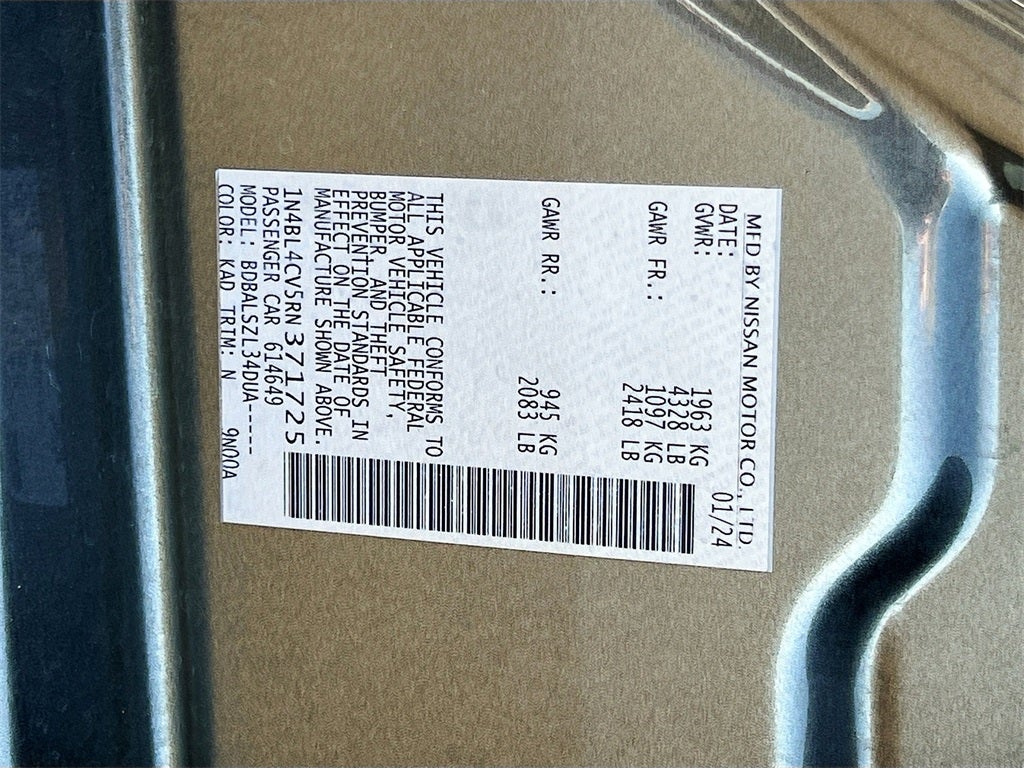 MFD BY NISSAN MOTOR CO., LTD.
DATE: 01/24
GVWR: 1963 KG
4328 LB
GAWR FR.: 1097 KG
2418 LB
GAWR RR.: 945 KG
2083 LB
THIS VEHICLE CONFORMS TO
ALL APPLICABLE FEDERAL
MOTOR VEHICLE SAFETY,
BUMPER, AND THEFT
PREVENTION STANDARDS IN
EFFECT ON THE DATE OF
MANUFACTURE SHOWN ABOVE.
1N4BL4CV5RN371725
PASSENGER CAR 614649
MODEL: BDBALSZL34DUA-----
COLOR: KAD TRIM: N 9N00A